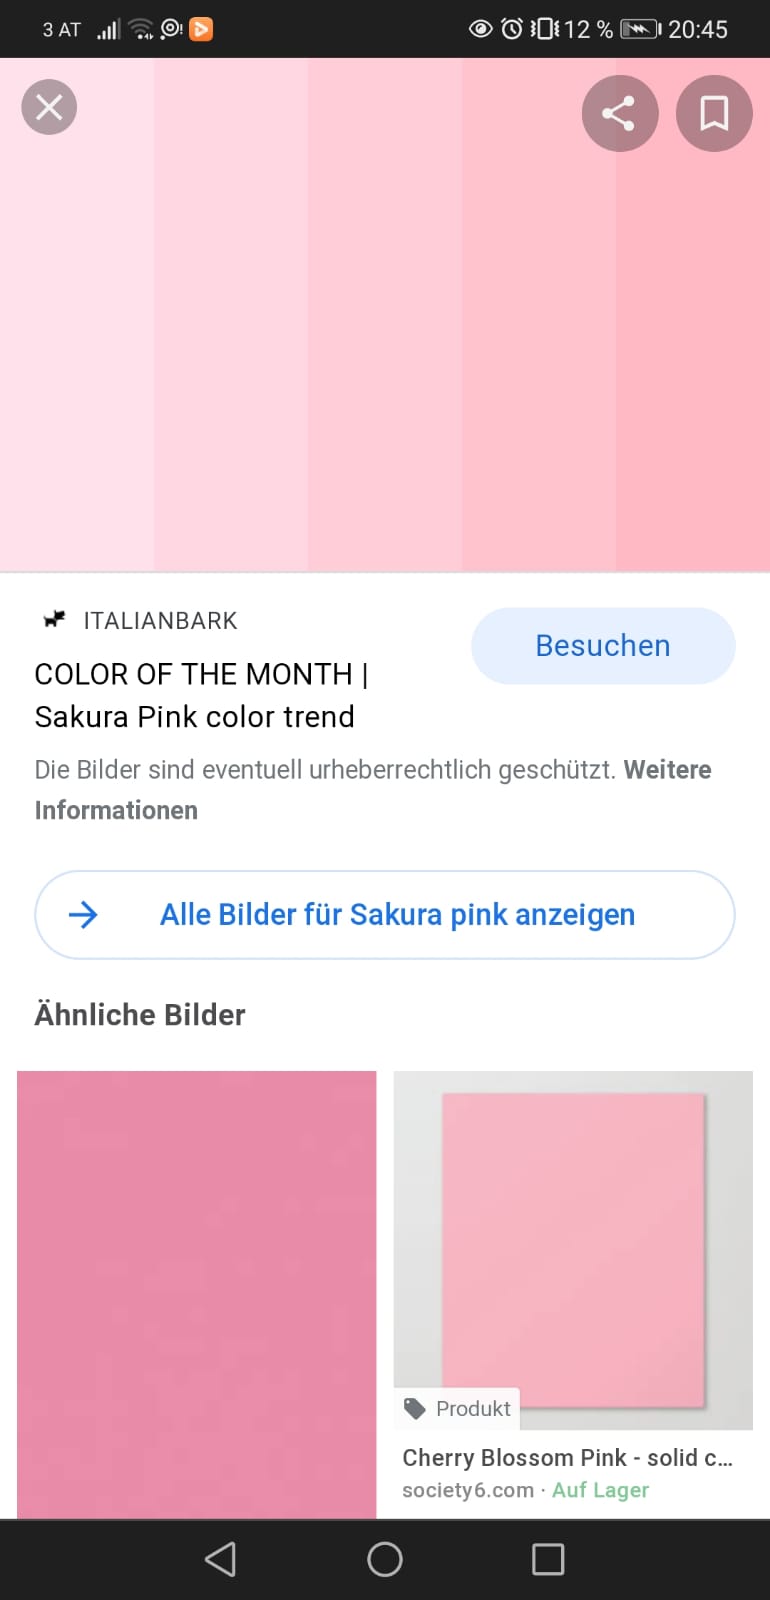 3 AT 12 % 20:45
ITALIANBARK
Besuchen
COLOR OF THE MONTH |
Sakura Pink color trend
Die Bilder sind eventuell urheberrechtlich geschützt. Weitere
Informationen
Alle Bilder für Sakura pink anzeigen
Ähnliche Bilder
Produkt
Cherry Blossom Pink - solid c...
society6.com · Auf Lager